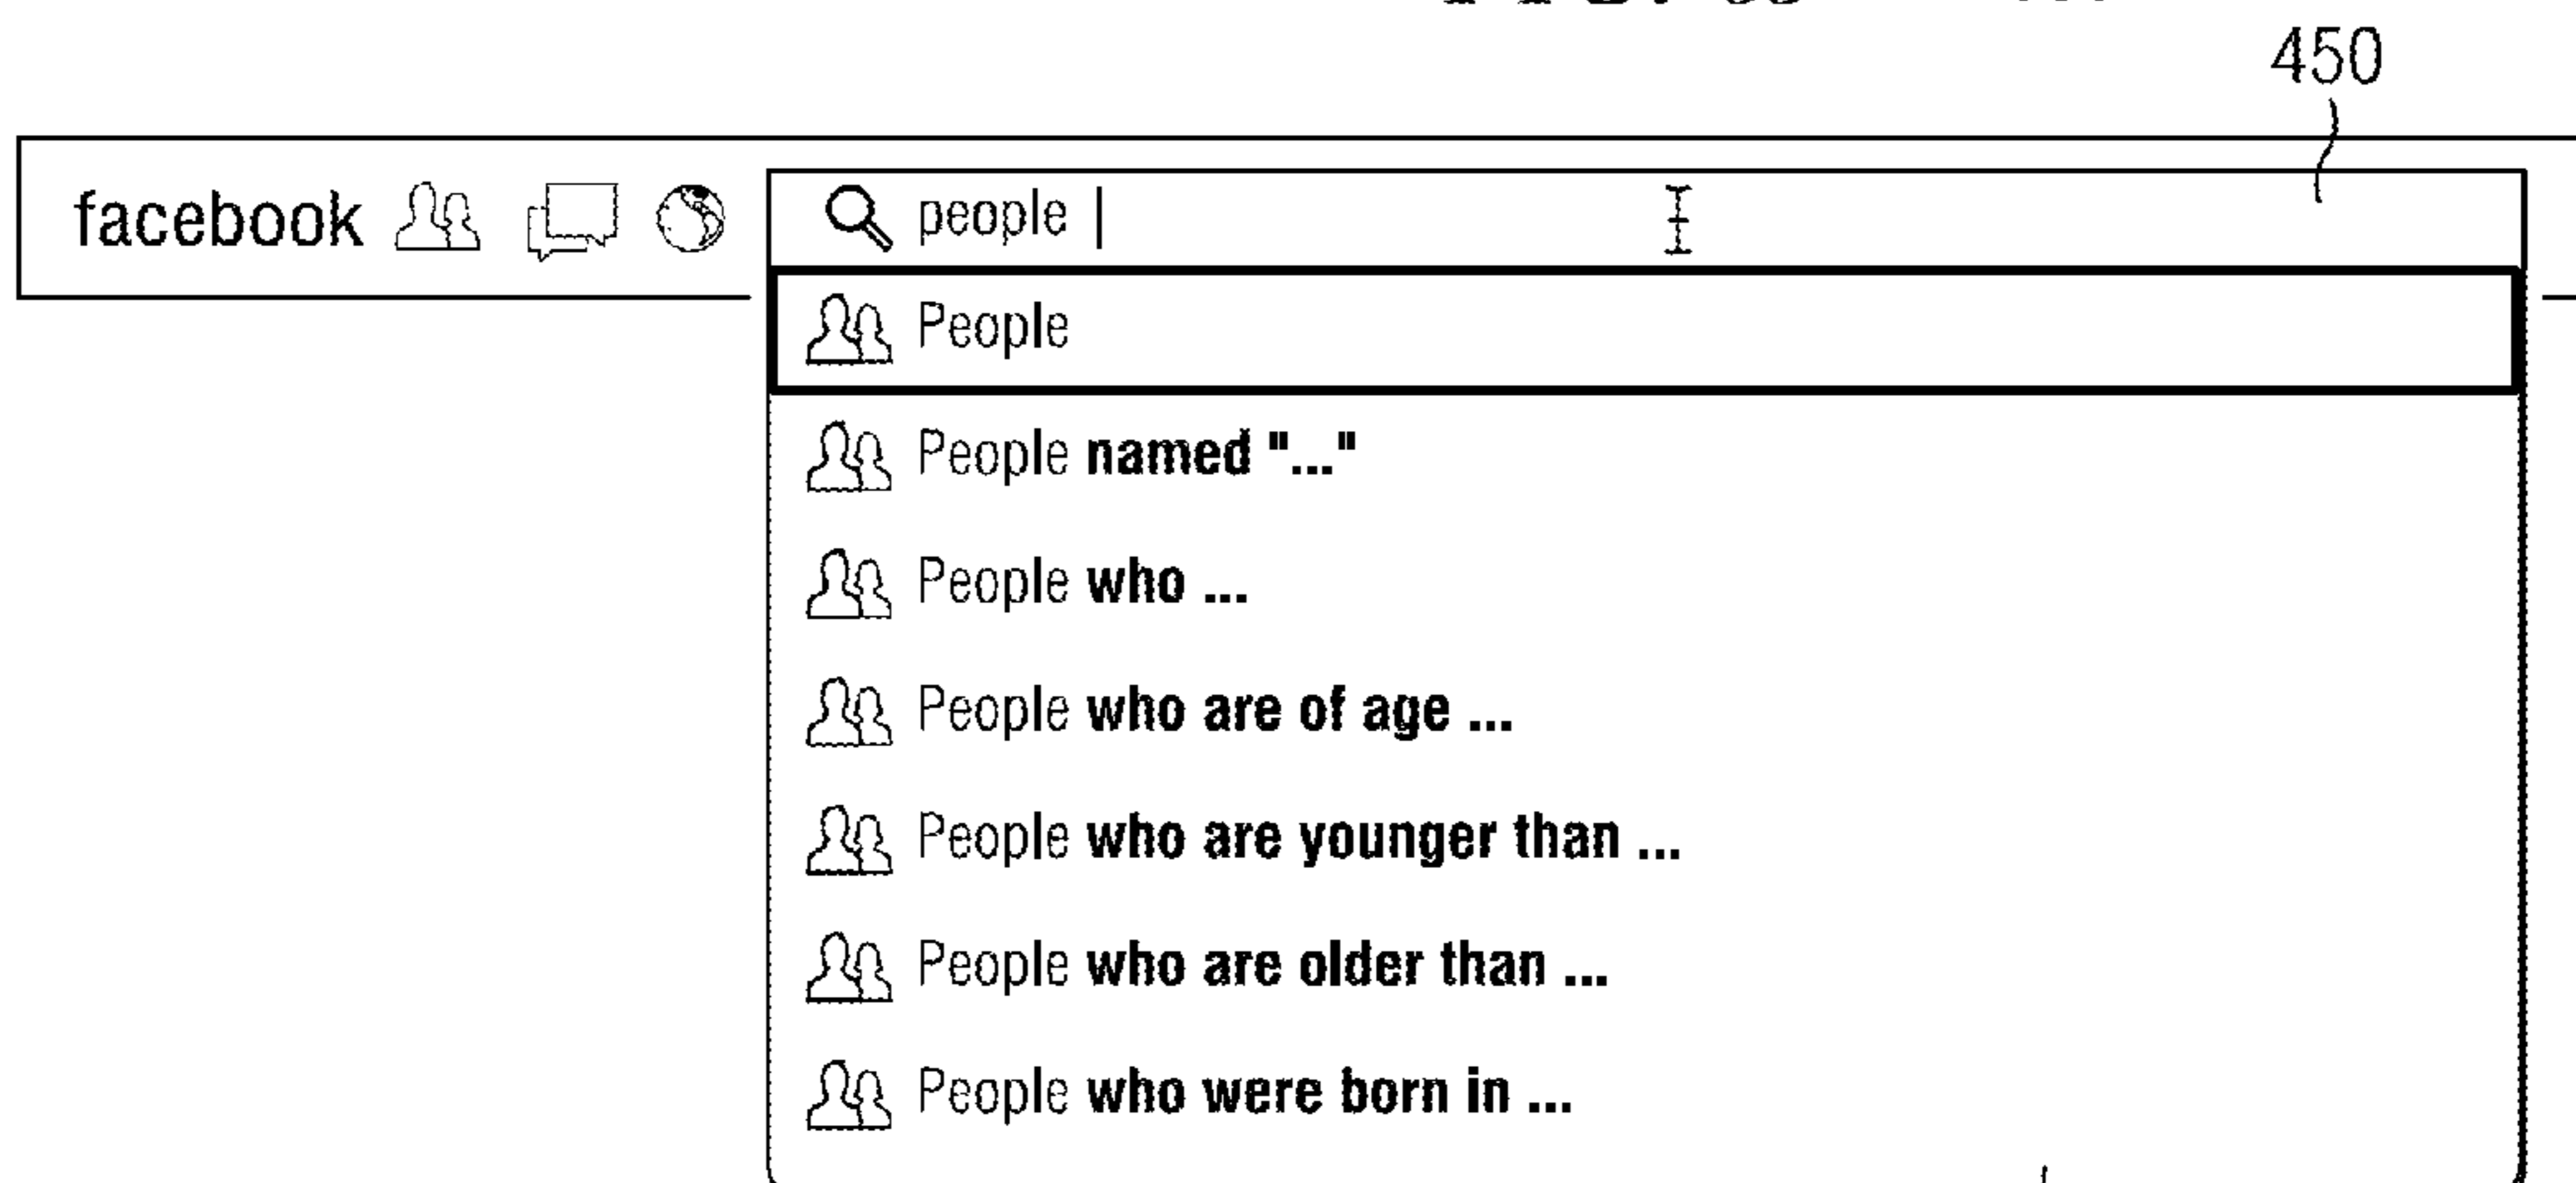 450
facebook people
People
People named "..."
People who ...
People who are of age ...
People who are younger than ...
People who are older than ...
People who were born in ...